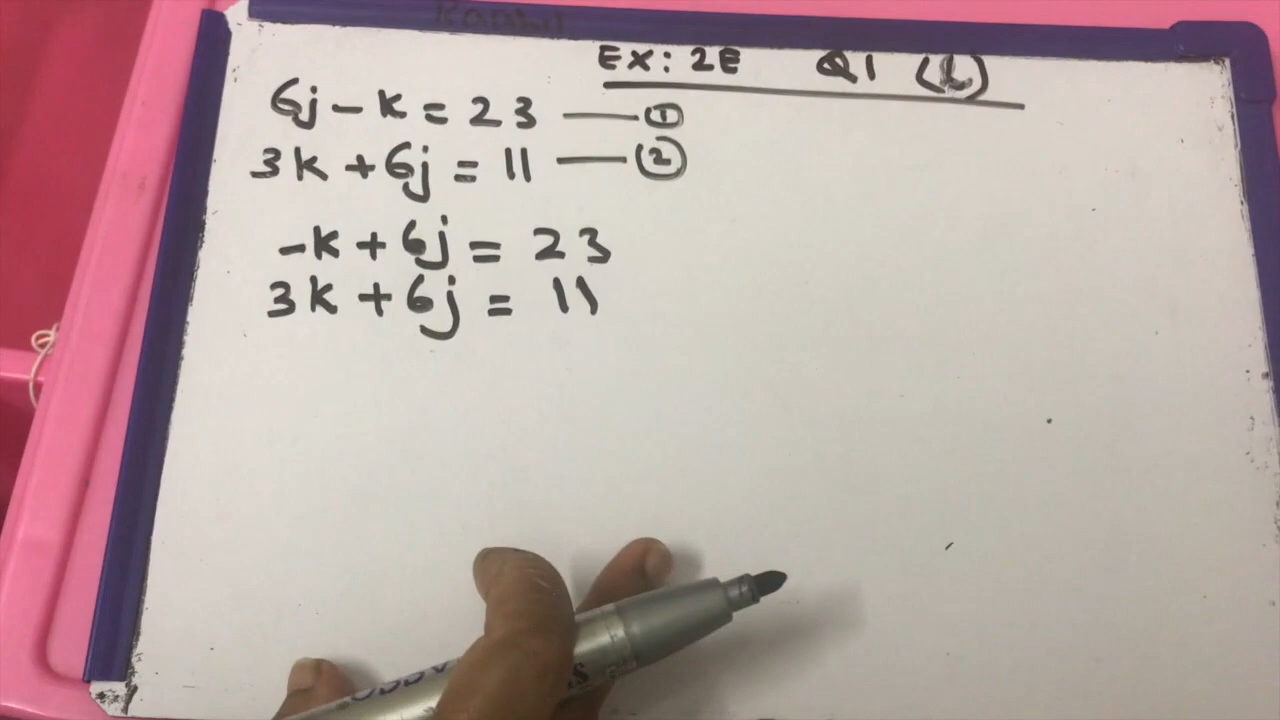 EX: 2E Q1 (L)
6j - k = 23 —— ①
3k + 6j = 11 —— ②
-k + 6j = 23
3k + 6j = 11